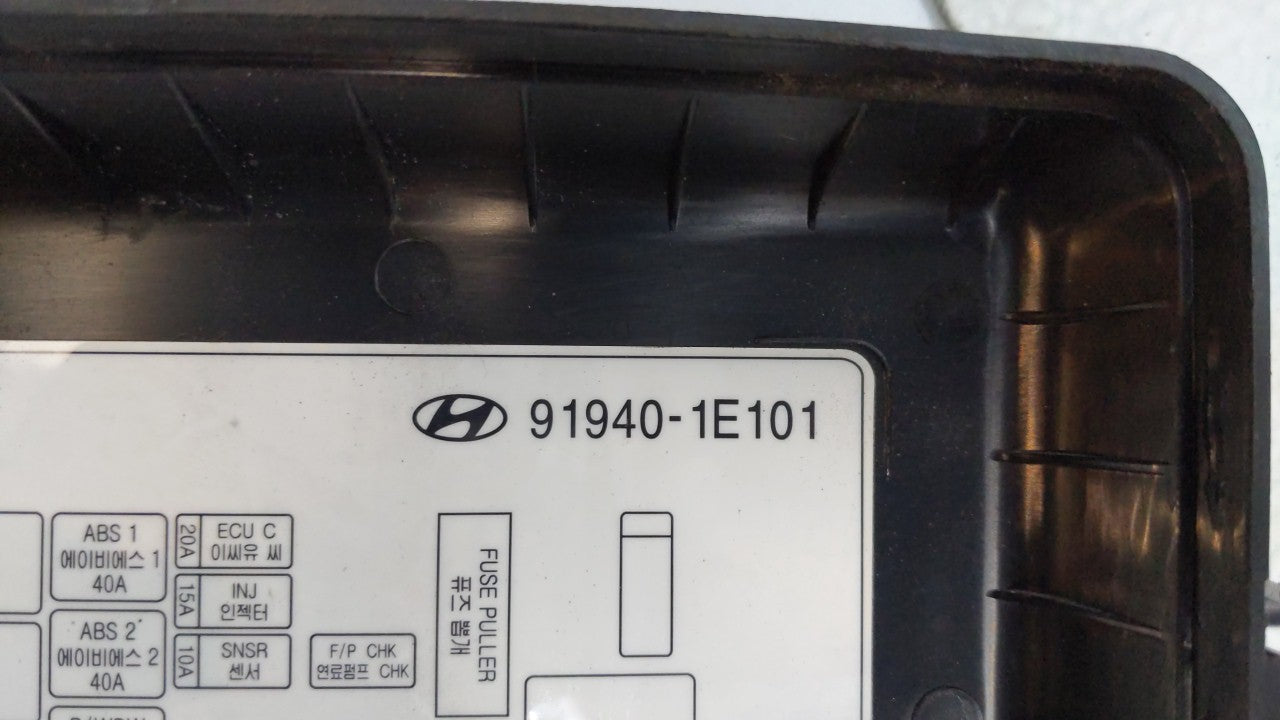 91940-1E101
ABS 1
에이비에스 1
40A
20A
ECU C
이씨유 씨
15A
INJ
인젝터
ABS 2
에이비에스 2
40A
10A
SNSR
센서
F/P CHK
연료펌프 CHK
FUSE PULLER
퓨즈 뽑개